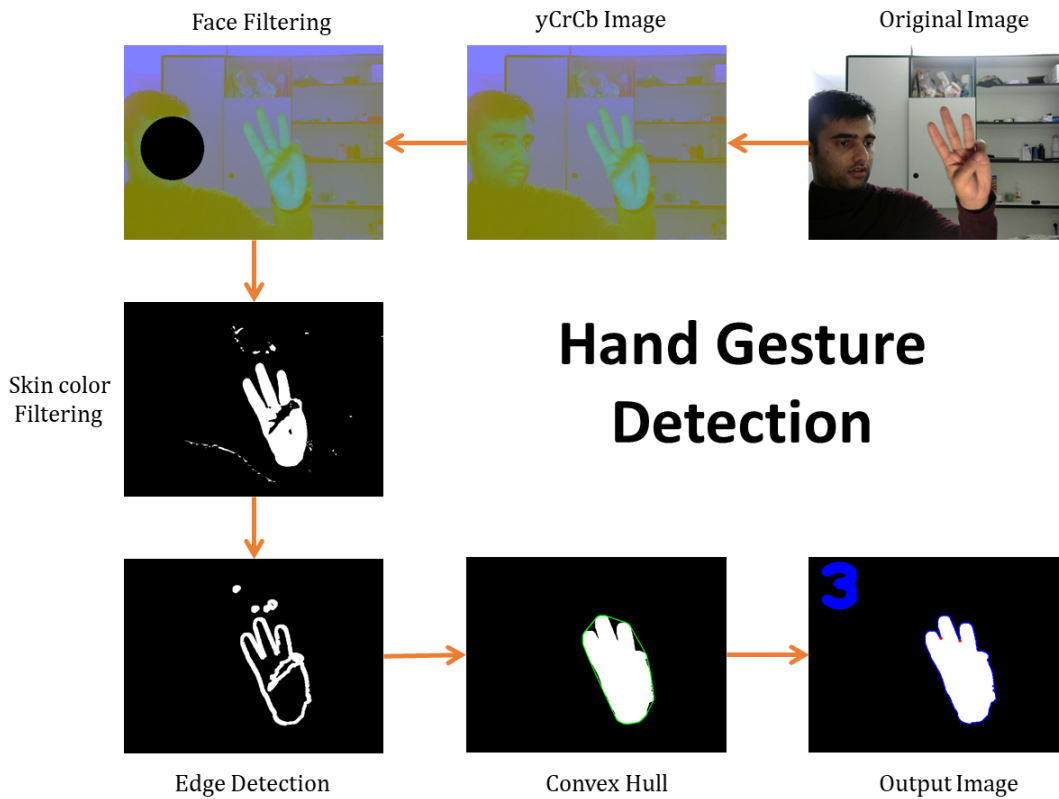 Face Filtering
yCrCb Image
Original Image
Skin color
Filtering
Hand Gesture
Detection
3
Edge Detection
Convex Hull
Output Image